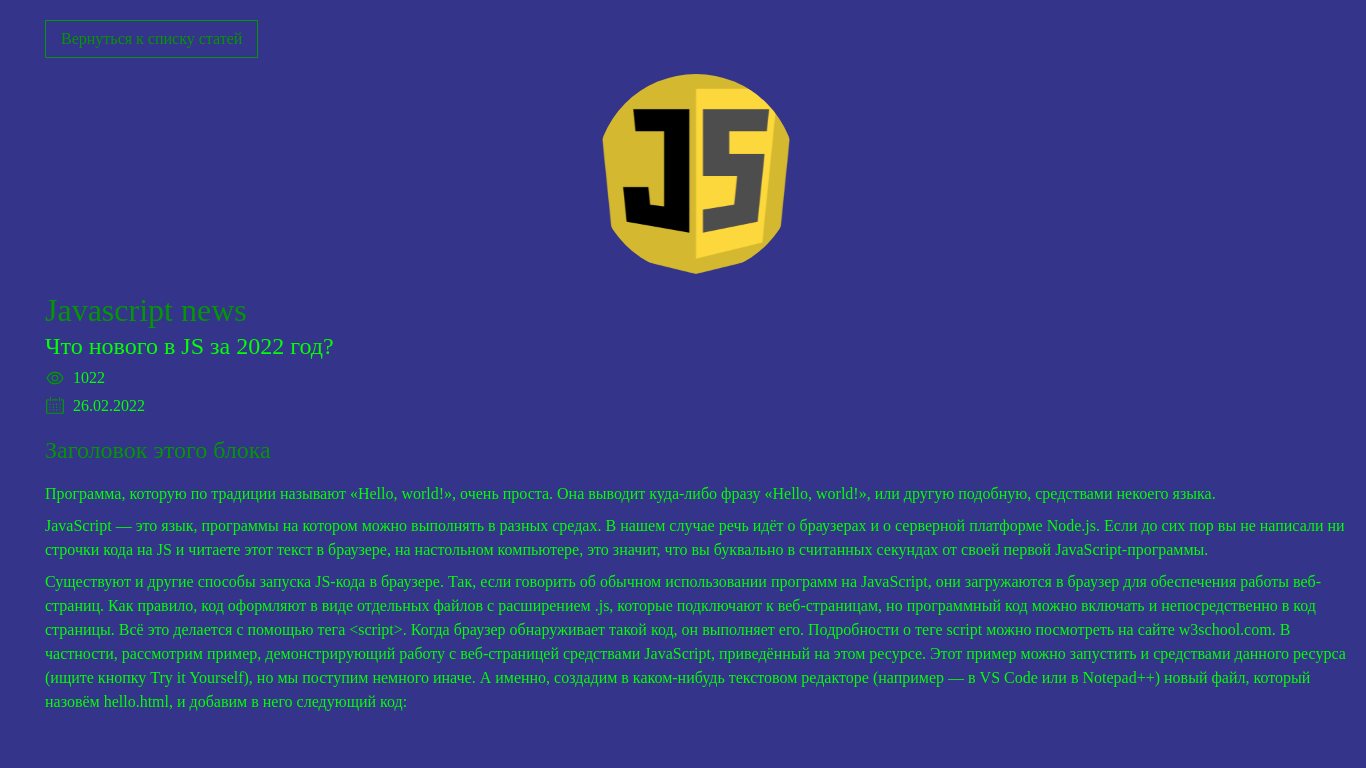 Вернуться к списку статей
JS
Javascript news
Что нового в JS за 2022 год?
1022
26.02.2022
Заголовок этого блока
Программа, которую по традиции называют «Hello, world!», очень проста. Она выводит куда-либо фразу «Hello, world!», или другую подобную, средствами некоего языка.
JavaScript — это язык, программы на котором можно выполнять в разных средах. В нашем случае речь идёт о браузерах и о серверной платформе Node.js. Если до сих пор вы не написали ни
строчки кода на JS и читаете этот текст в браузере, на настольном компьютере, это значит, что вы буквально в считанных секундах от своей первой JavaScript-программы.
Существуют и другие способы запуска JS-кода в браузере. Так, если говорить об обычном использовании программ на JavaScript, они загружаются в браузер для обеспечения работы веб-
страниц. Как правило, код оформляют в виде отдельных файлов с расширением .js, которые подключают к веб-страницам, но программный код можно включать и непосредственно в код
страницы. Всё это делается с помощью тега <script>. Когда браузер обнаруживает такой код, он выполняет его. Подробности о теге script можно посмотреть на сайте w3school.com. В
частности, рассмотрим пример, демонстрирующий работу с веб-страницей средствами JavaScript, приведённый на этом ресурсе. Этот пример можно запустить и средствами данного ресурса
(ищите кнопку Try it Yourself), но мы поступим немного иначе. А именно, создадим в каком-нибудь текстовом редакторе (например — в VS Code или в Notepad++) новый файл, который
назовём hello.html, и добавим в него следующий код: